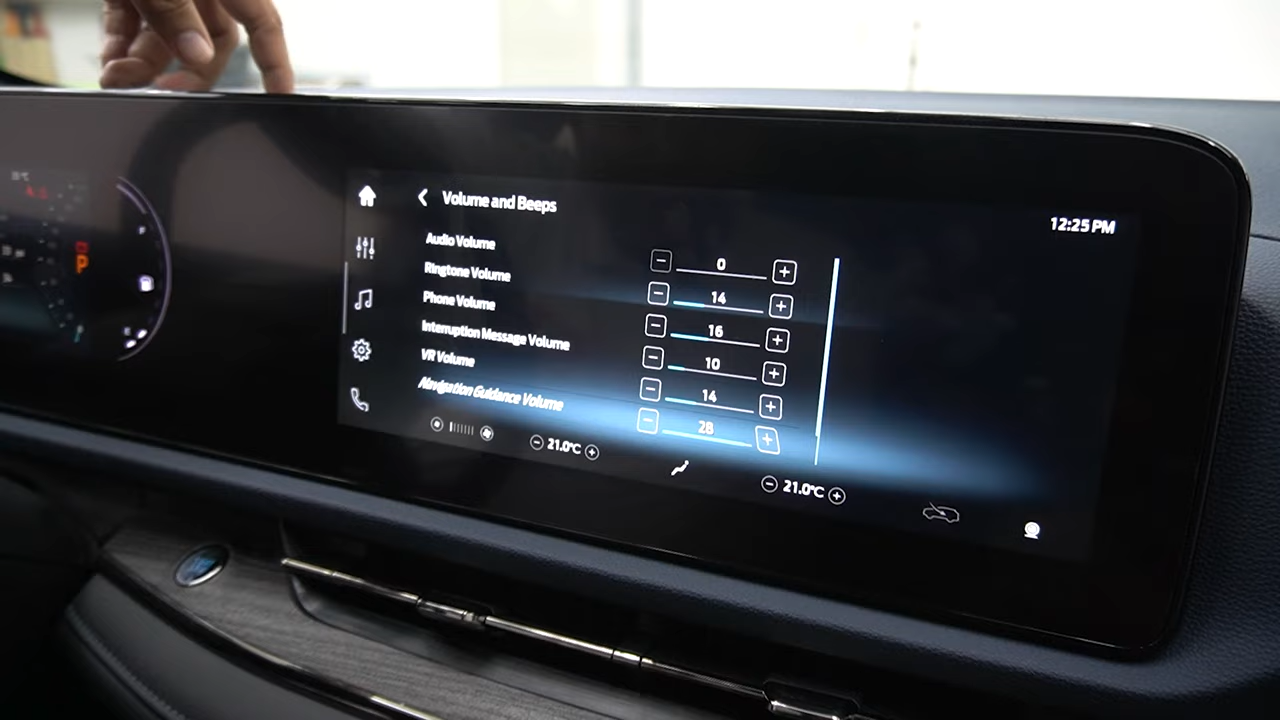 Volume and Beeps
12:25 PM
Audio Volume
− 0 +
Ringtone Volume
− 14 +
Phone Volume
− 16 +
Interruption Message Volume
− 10 +
VR Volume
− 14 +
Navigation Guidance Volume
− 28 +
− 21.0°C +
− 21.0°C +
P
F
E